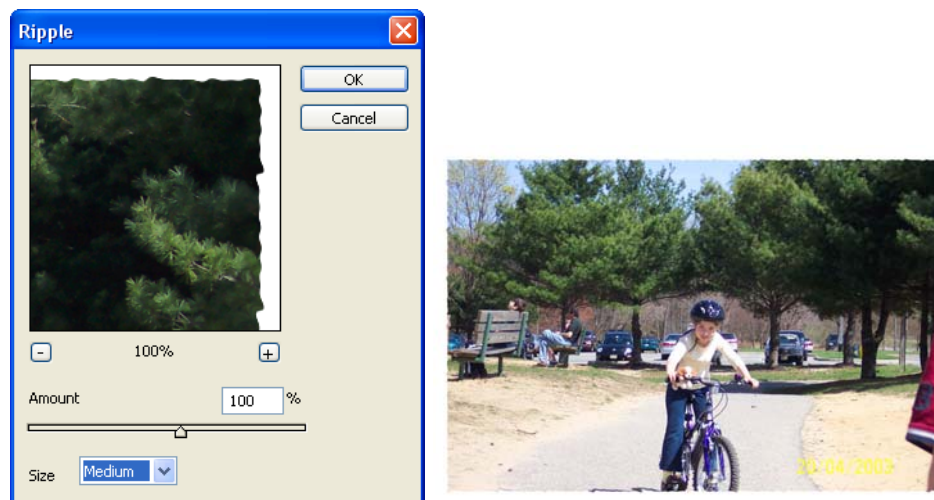 Ripple
OK
Cancel
- 100% +
Amount 100 %
Size Medium
23-04-2003